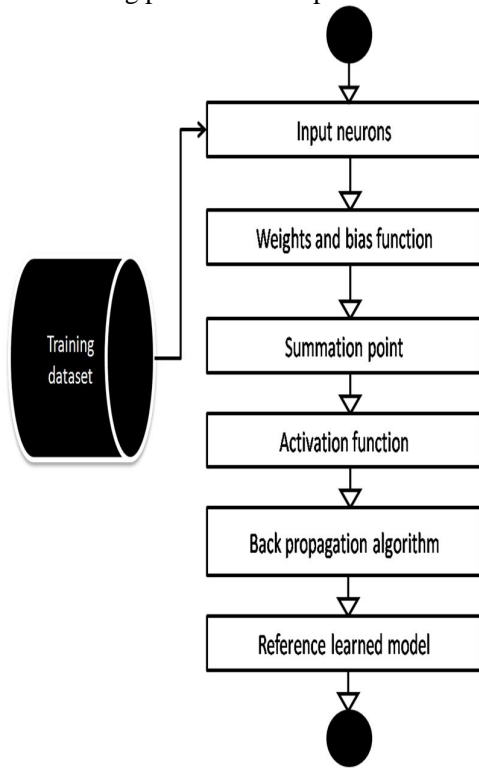 Input neurons
Weights and bias function
Training
dataset
Summation point
Activation function
Back propagation algorithm
Reference learned model